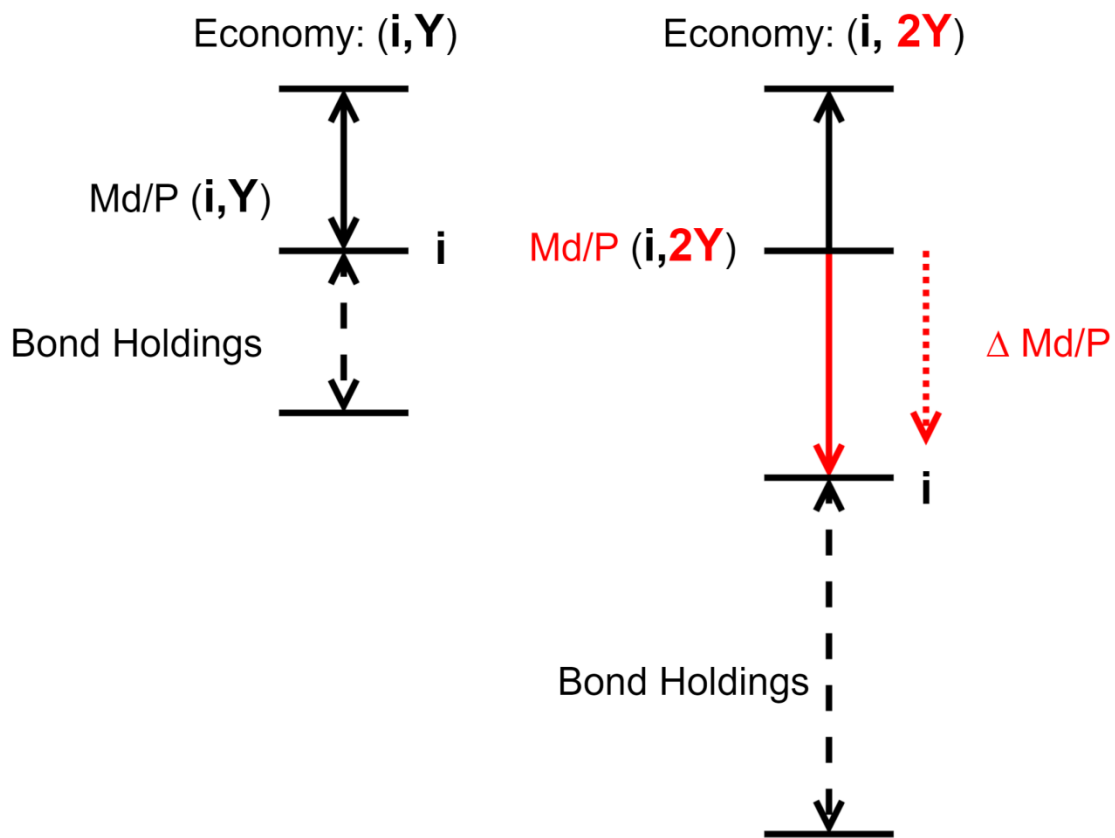 Economy: (i,Y)
Economy: (i, 2Y)
Md/P (i,Y)
i
Bond Holdings
Md/P (i,2Y)
Δ Md/P
i
Bond Holdings